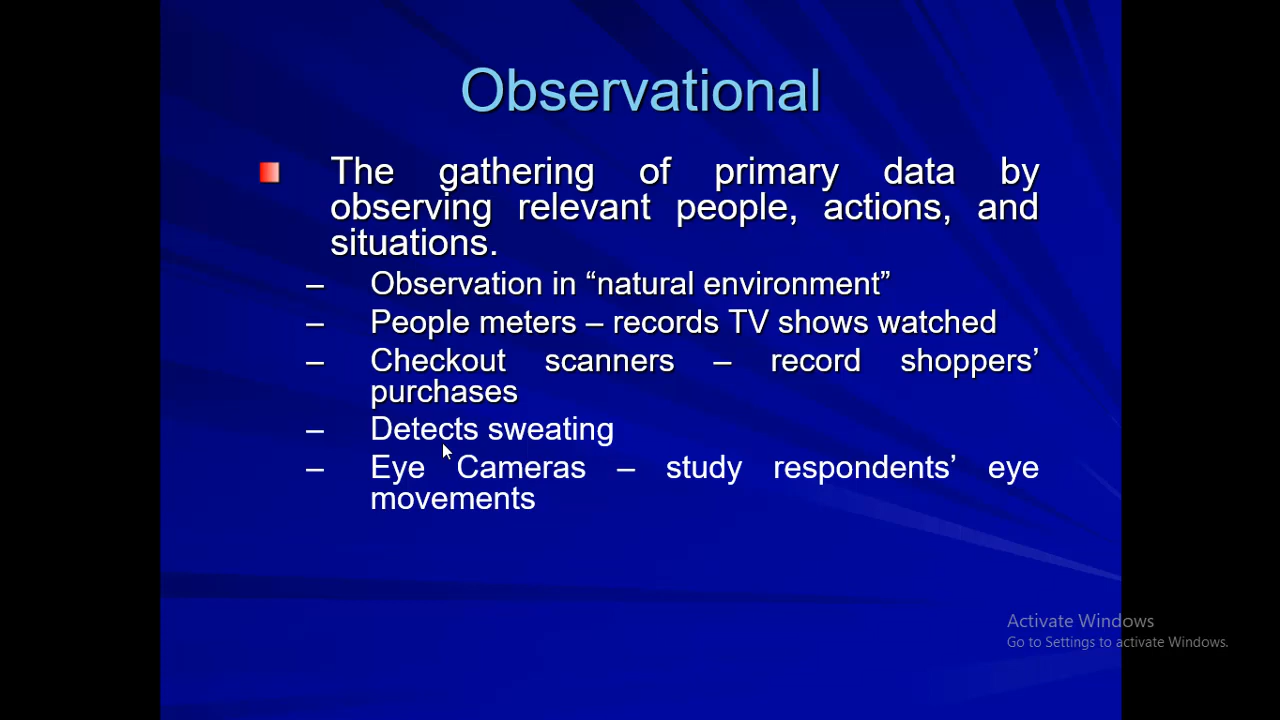 Observational
The gathering of primary data by
observing relevant people, actions, and
situations.
– Observation in “natural environment”
– People meters – records TV shows watched
– Checkout scanners – record shoppers’
purchases
– Detects sweating
– Eye Cameras – study respondents’ eye
movements
Activate Windows
Go to Settings to activate Windows.